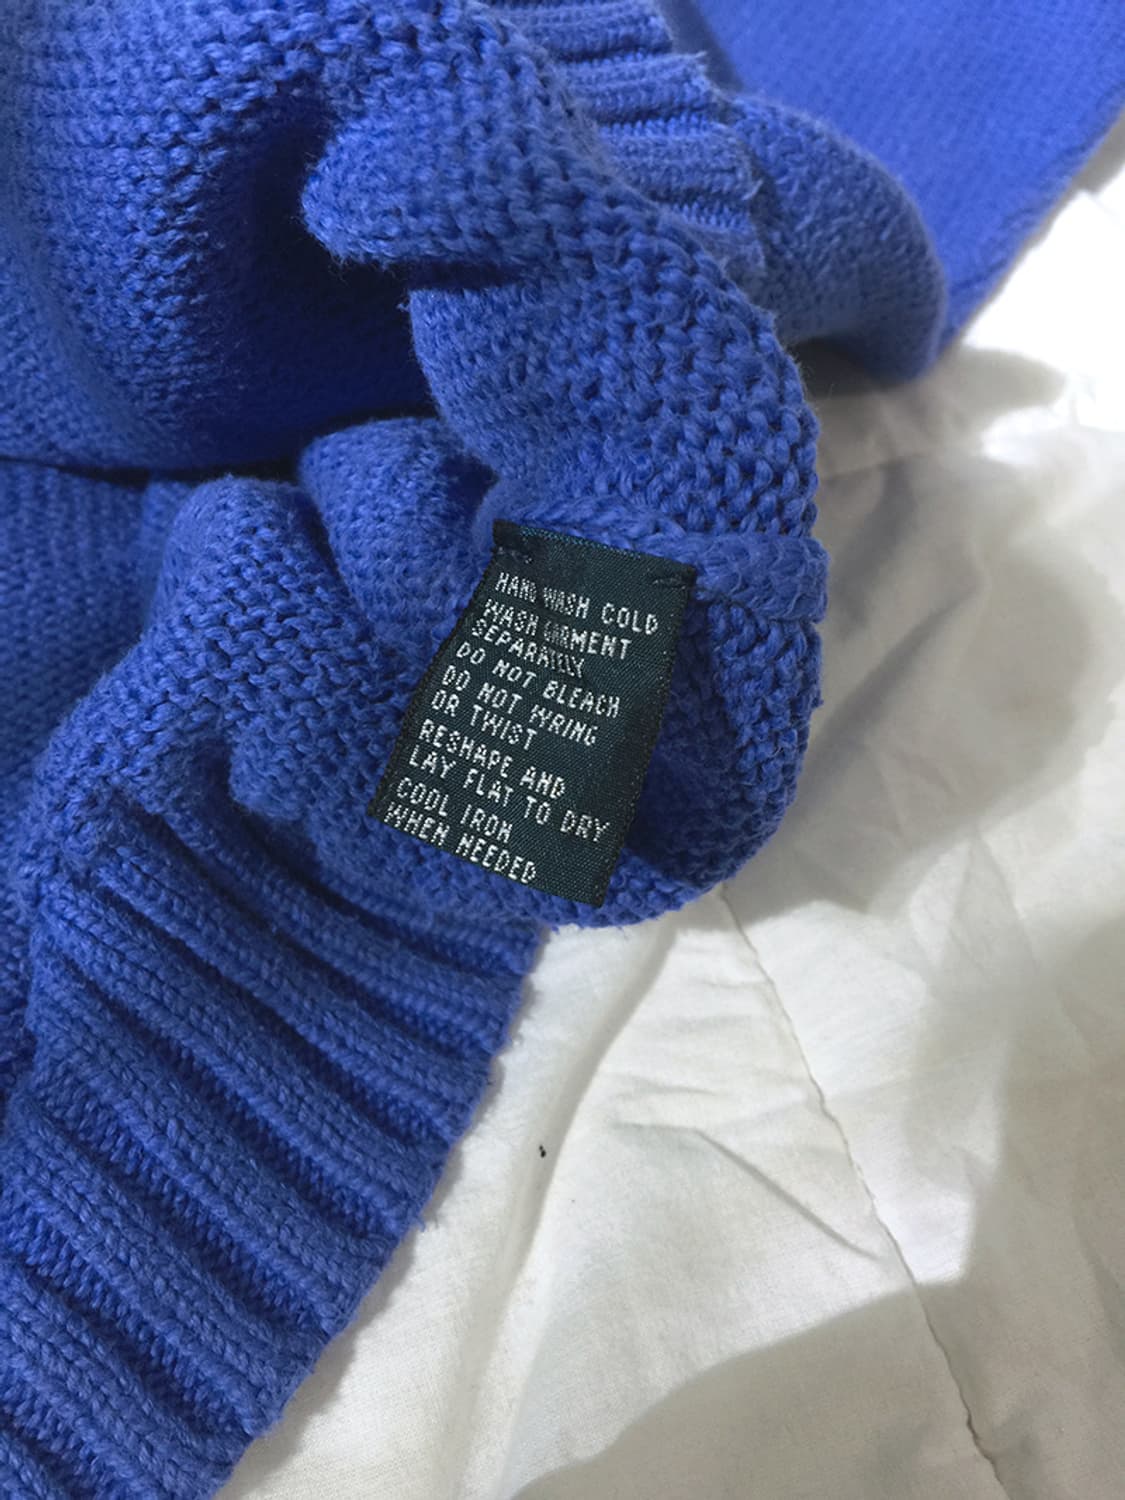 HAND WASH COLD
WASH GARMENT
SEPARATELY
DO NOT BLEACH
DO NOT WRING
OR TWIST
RESHAPE AND
LAY FLAT TO DRY
COOL IRON
WHEN NEEDED